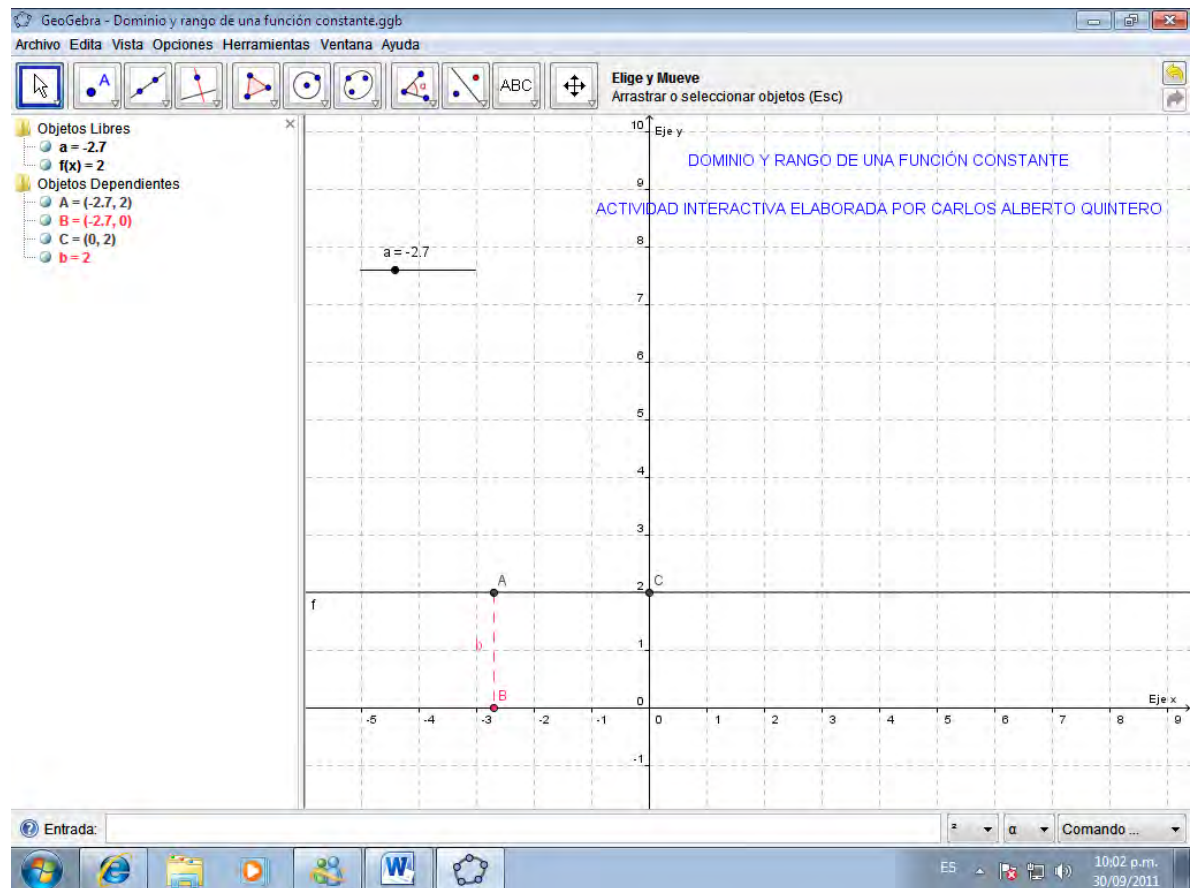 GeoGebra - Dominio y rango de una función constante.ggb
Archivo Edita Vista Opciones Herramientas Ventana Ayuda
A
α
ABC
Elige y Mueve
Arrastrar o seleccionar objetos (Esc)
Objetos Libres
a = -2.7
f(x) = 2
Objetos Dependientes
A = (-2.7, 2)
B = (-2.7, 0)
C = (0, 2)
b = 2
10 Eje y
DOMINIO Y RANGO DE UNA FUNCIÓN CONSTANTE
9
ACTIVIDAD INTERACTIVA ELABORADA POR CARLOS ALBERTO QUINTERO
8
a = -2.7
7
6
5
4
3
A
2 C
f
b
1
B
0
Eje x
-5 -4 -3 -2 -1 0 1 2 3 4 5 6 7 8 9
-1
Entrada:
² α Comando ...
W
ES
10:02 p.m.
30/09/2011